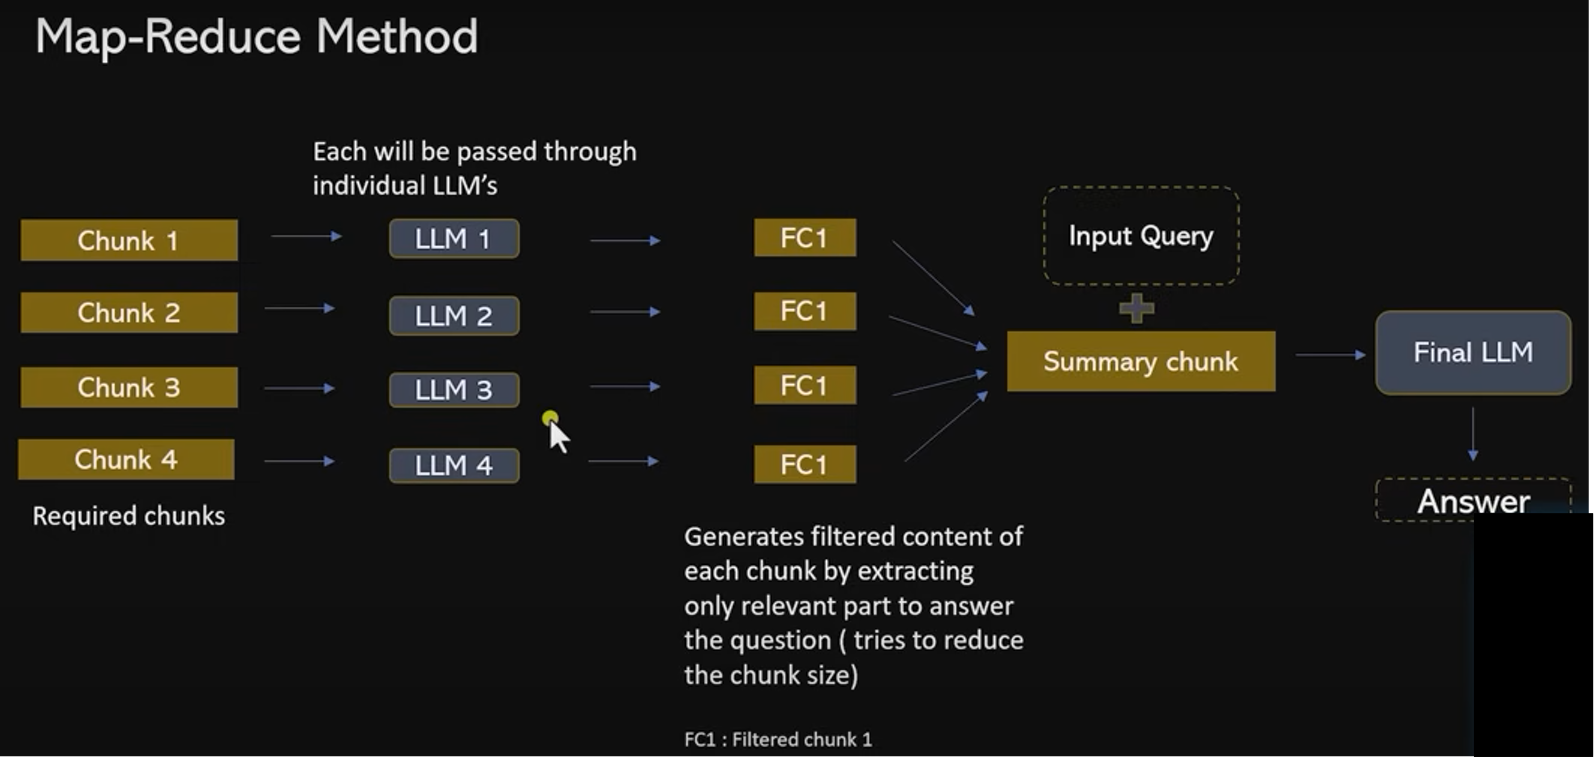 Map-Reduce Method
Each will be passed through
individual LLM's
Chunk 1
LLM 1
FC1
Chunk 2
LLM 2
FC1
Chunk 3
LLM 3
FC1
Chunk 4
LLM 4
FC1
Required chunks
Input Query
Summary chunk
Final LLM
Answer
Generates filtered content of
each chunk by extracting
only relevant part to answer
the question ( tries to reduce
the chunk size)
FC1 : Filtered chunk 1